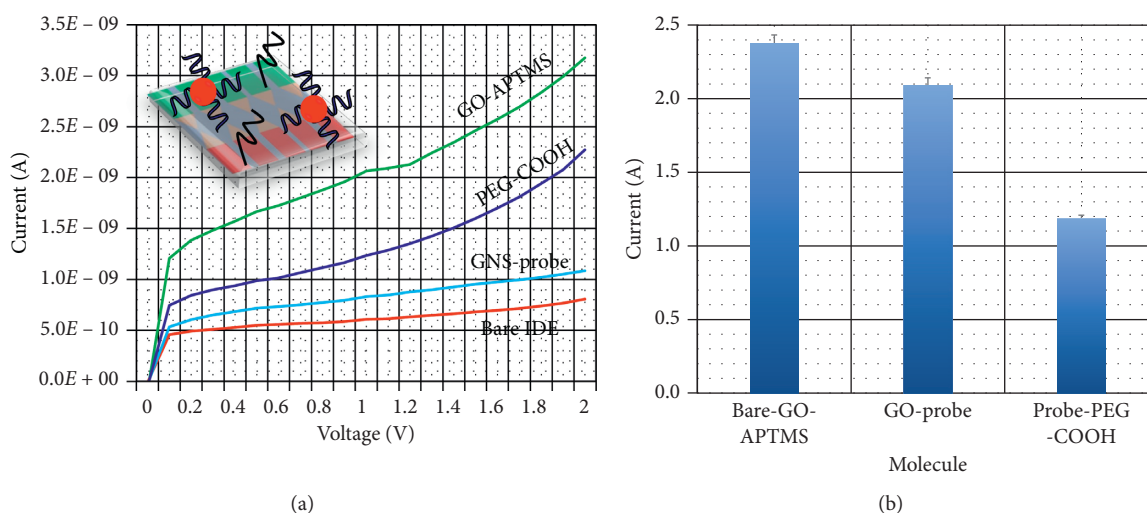 3.5E – 09
3.0E – 09
2.5E – 09
2.0E – 09
1.5E – 09
1.0E – 09
5.0E – 10
0.0E + 00
Current (A)
GO-APTMS
PEG-COOH
GNS-probe
Bare IDE
0 0.2 0.4 0.6 0.8 1 1.2 1.4 1.6 1.8 2
Voltage (V)
(a)
2.5
2.0
1.5
1.0
0.5
0.0
Current (A)
Bare-GO-
APTMS
GO-probe
Probe-PEG
-COOH
Molecule
(b)